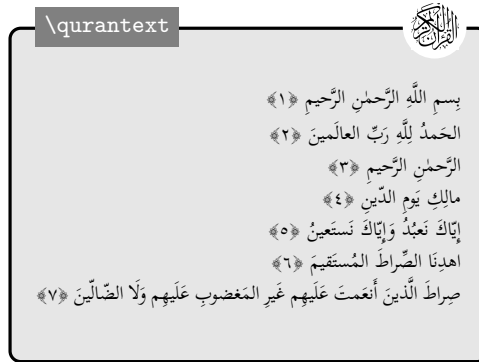 \qurantext
القرآن الكريم
بِسمِ اللَّهِ الرَّحمٰنِ الرَّحيمِ ﴿١﴾
الحَمدُ لِلَّهِ رَبِّ العالَمينَ ﴿٢﴾
الرَّحمٰنِ الرَّحيمِ ﴿٣﴾
مالِكِ يَومِ الدّينِ ﴿٤﴾
إِيّاكَ نَعبُدُ وَإِيّاكَ نَستَعينُ ﴿٥﴾
اهدِنَا الصِّراطَ المُستَقيمَ ﴿٦﴾
صِراطَ الَّذينَ أَنعَمتَ عَلَيهِم غَيرِ المَغضوبِ عَلَيهِم وَلَا الضّالّينَ ﴿٧﴾